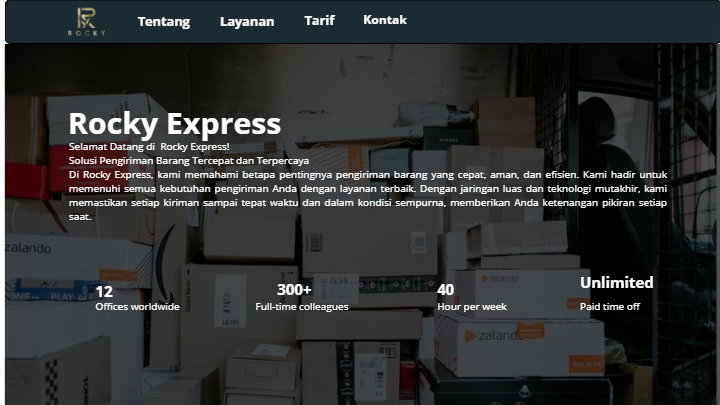 ROCKY
Tentang Layanan Tarif Kontak
Rocky Express
Selamat Datang di Rocky Express!
Solusi Pengiriman Barang Tercepat dan Terpercaya
Di Rocky Express, kami memahami betapa pentingnya pengiriman barang yang cepat, aman, dan efisien. Kami hadir untuk
memenuhi semua kebutuhan pengiriman Anda dengan layanan terbaik. Dengan jaringan luas dan teknologi mutakhir, kami
memastikan setiap kiriman sampai tepat waktu dan dalam kondisi sempurna, memberikan Anda ketenangan pikiran setiap
saat.
zalando
PLAY
zalando
zalando
12 300+ 40 Unlimited
Offices worldwide Full-time colleagues Hour per week Paid time off